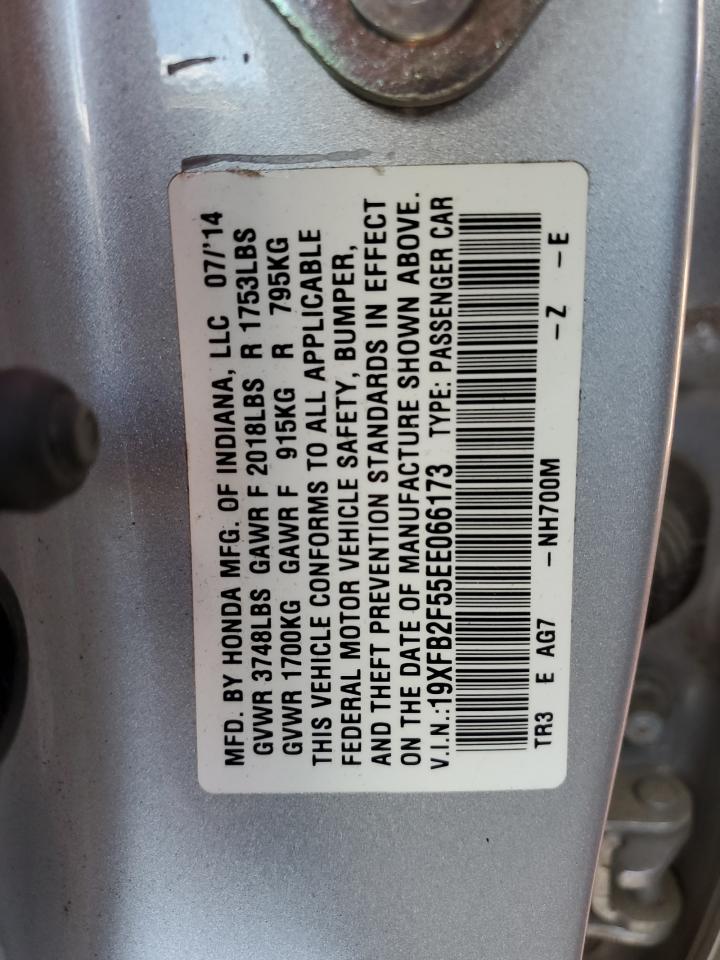 MFD. BY HONDA MFG. OF INDIANA, LLC 07/'14
GVWR 3748LBS GAWR F 2018LBS R 1753LBS
GVWR 1700KG GAWR F 915KG R 795KG
THIS VEHICLE CONFORMS TO ALL APPLICABLE
FEDERAL MOTOR VEHICLE SAFETY, BUMPER,
AND THEFT PREVENTION STANDARDS IN EFFECT
ON THE DATE OF MANUFACTURE SHOWN ABOVE.
V.I.N.:19XFB2F55EE066173 TYPE: PASSENGER CAR
TR3 E AG7 -NH700M -Z -E